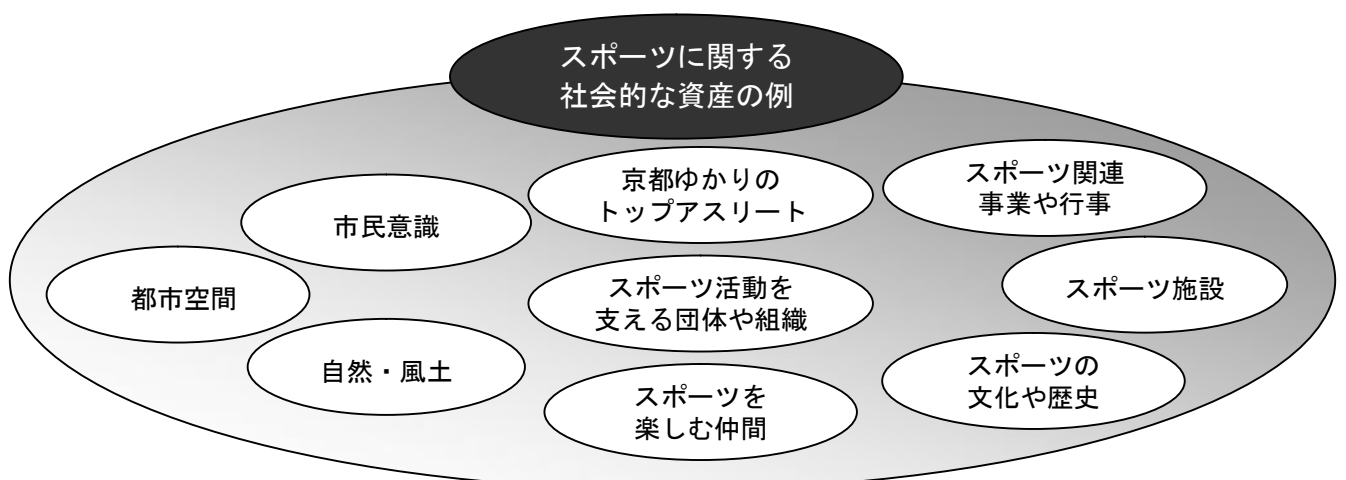 スポーツに関する
社会的な資産の例
京都ゆかりの
トップアスリート
スポーツ関連
事業や行事
市民意識
都市空間
スポーツ活動を
支える団体や組織
スポーツ施設
自然・風土
スポーツを
楽しむ仲間
スポーツの
文化や歴史